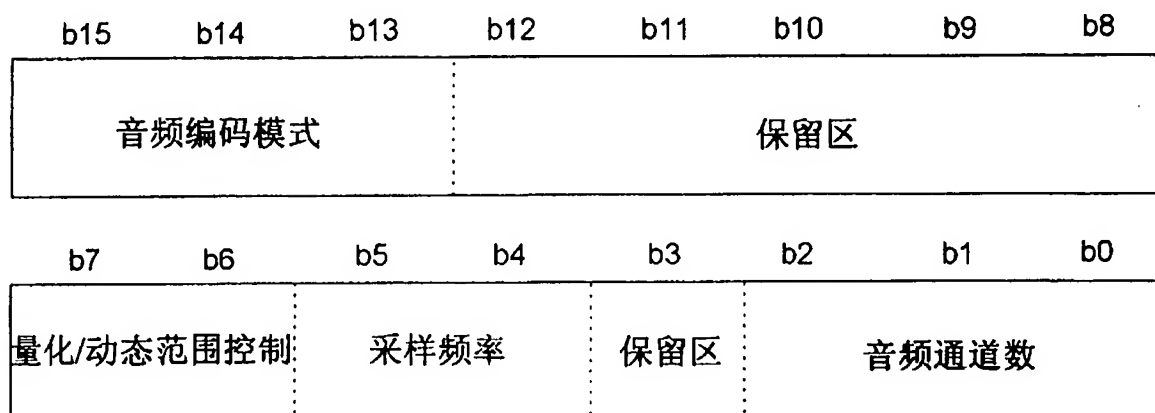 b15 b14 b13 b12 b11 b10 b9 b8
音频编码模式 保留区
b7 b6 b5 b4 b3 b2 b1 b0
量化/动态范围控制 采样频率 保留区 音频通道数